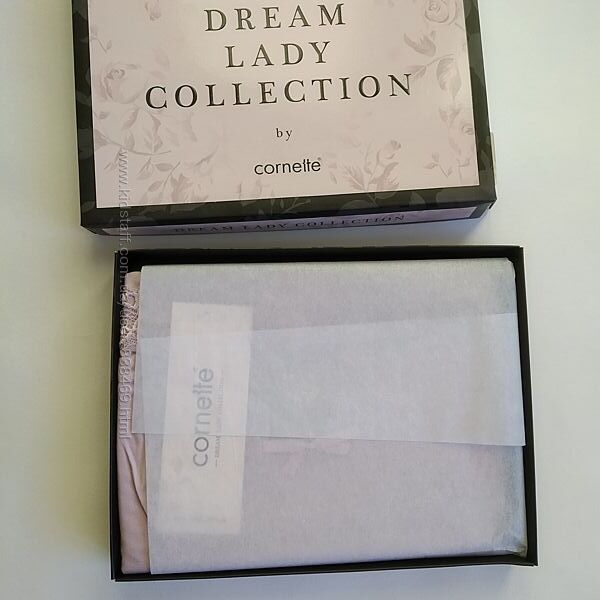 DREAM
LADY
COLLECTION
by
cornette
DREAM LADY COLLECTION
cornette